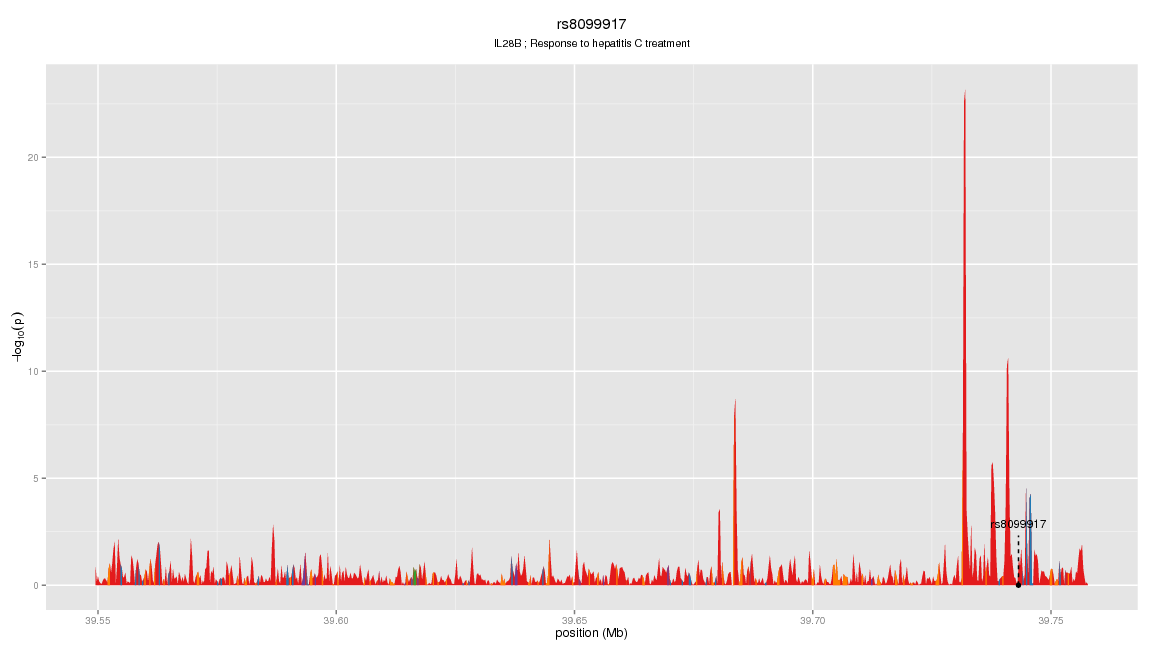 rs8099917
IL28B ; Response to hepatitis C treatment
−log10(p)
20
15
10
5
0
rs8099917
39.55
39.60
39.65
39.70
39.75
position (Mb)